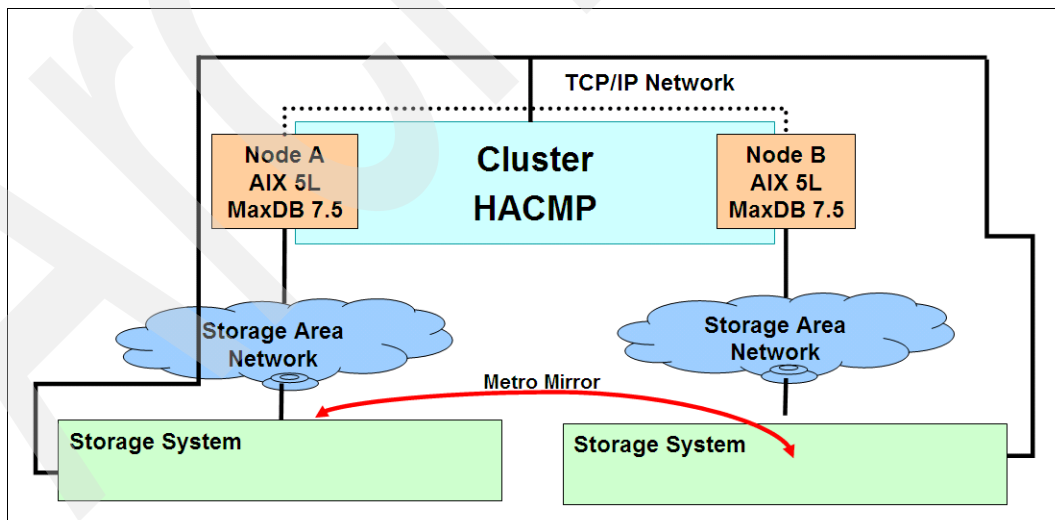 TCP/IP Network
Node A
AIX 5L
MaxDB 7.5
Cluster
HACMP
Node B
AIX 5L
MaxDB 7.5
Storage Area
Network
Storage Area
Network
Metro Mirror
Storage System
Storage System